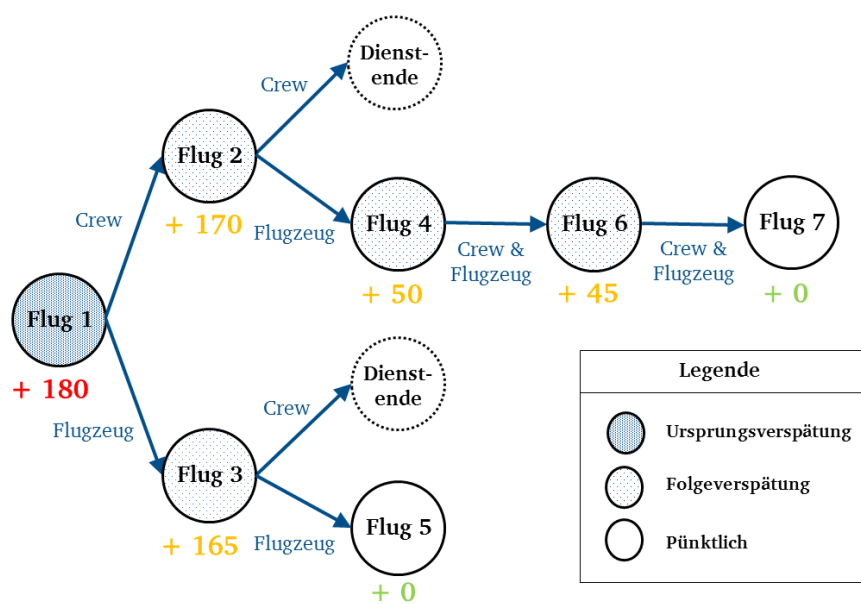 Dienst-
ende
Crew
Flug 2
+ 170
Crew
Flugzeug
Flug 4
+ 50
Crew &
Flugzeug
Flug 6
+ 45
Crew &
Flugzeug
Flug 7
+ 0
Flug 1
+ 180
Flugzeug
Dienst-
ende
Crew
Flug 3
+ 165
Flugzeug
Flug 5
+ 0
Legende
Ursprungsverspätung
Folgeverspätung
Pünktlich